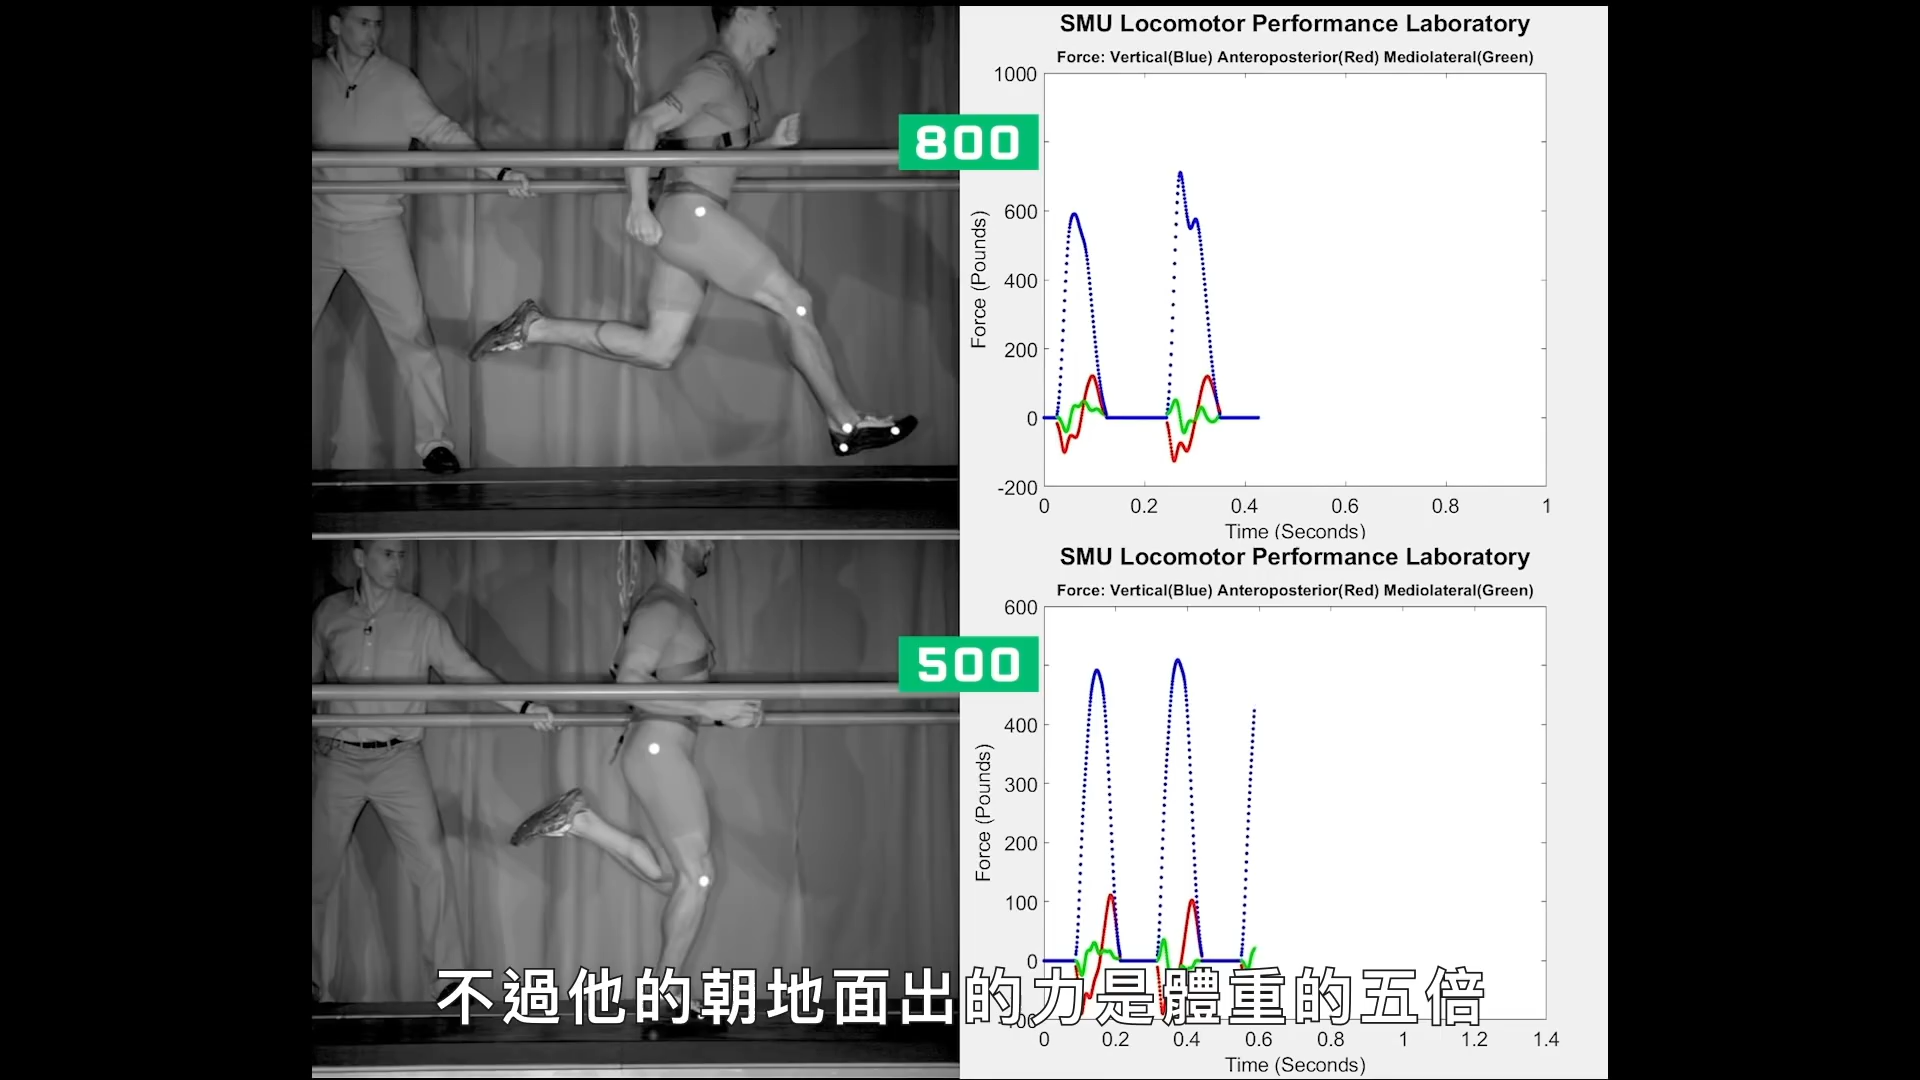 SMU Locomotor Performance Laboratory
Force: Vertical(Blue) Anteroposterior(Red) Mediolateral(Green)
1000
800
600
400
200
0
-200
Force (Pounds)
0 0.2 0.4 0.6 0.8 1
Time (Seconds)
SMU Locomotor Performance Laboratory
Force: Vertical(Blue) Anteroposterior(Red) Mediolateral(Green)
600
500
400
300
200
100
0
Force (Pounds)
不過他的朝地面出的力是體重的五倍
0 0.2 0.4 0.6 0.8 1 1.2 1.4
Time (Seconds)